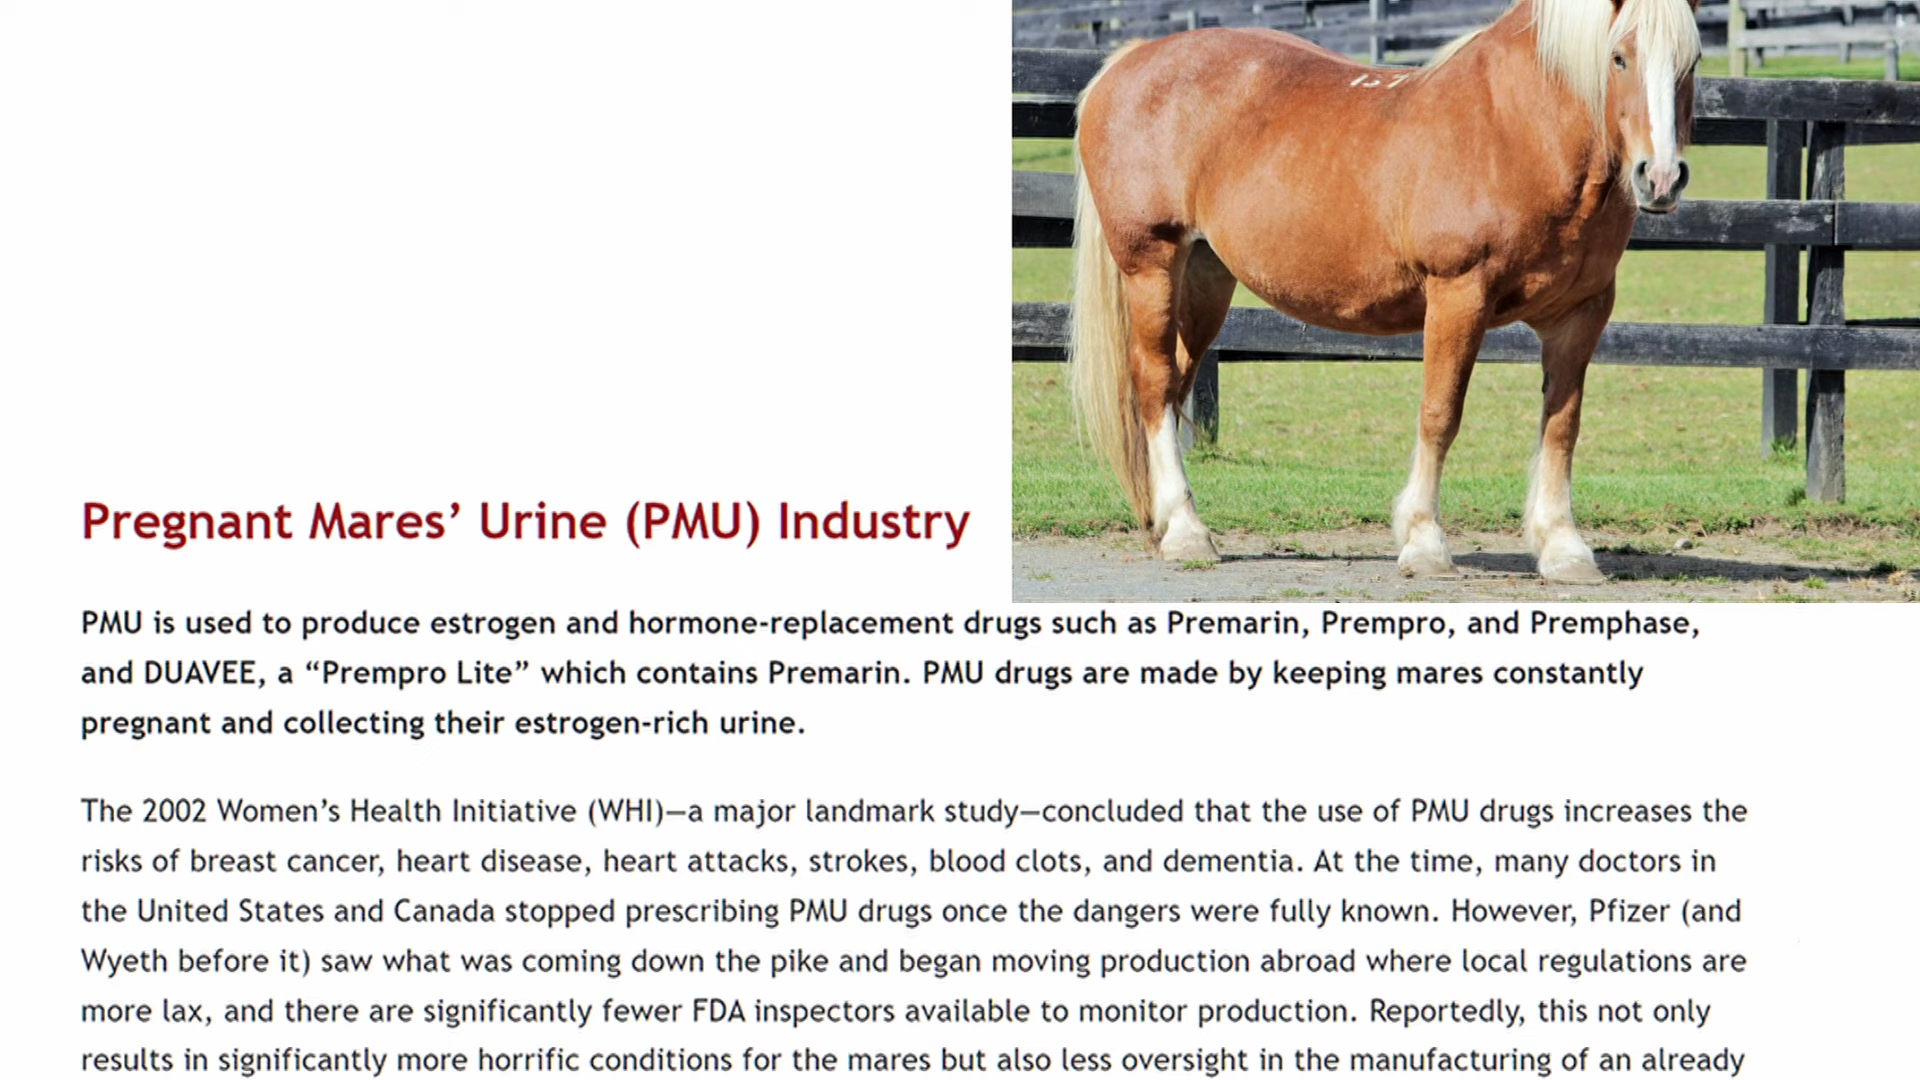 157
Pregnant Mares’ Urine (PMU) Industry
PMU is used to produce estrogen and hormone-replacement drugs such as Premarin, Prempro, and Premphase,
and DUAVEE, a “Prempro Lite” which contains Premarin. PMU drugs are made by keeping mares constantly
pregnant and collecting their estrogen-rich urine.
The 2002 Women’s Health Initiative (WHI)—a major landmark study—concluded that the use of PMU drugs increases the
risks of breast cancer, heart disease, heart attacks, strokes, blood clots, and dementia. At the time, many doctors in
the United States and Canada stopped prescribing PMU drugs once the dangers were fully known. However, Pfizer (and
Wyeth before it) saw what was coming down the pike and began moving production abroad where local regulations are
more lax, and there are significantly fewer FDA inspectors available to monitor production. Reportedly, this not only
results in significantly more horrific conditions for the mares but also less oversight in the manufacturing of an already